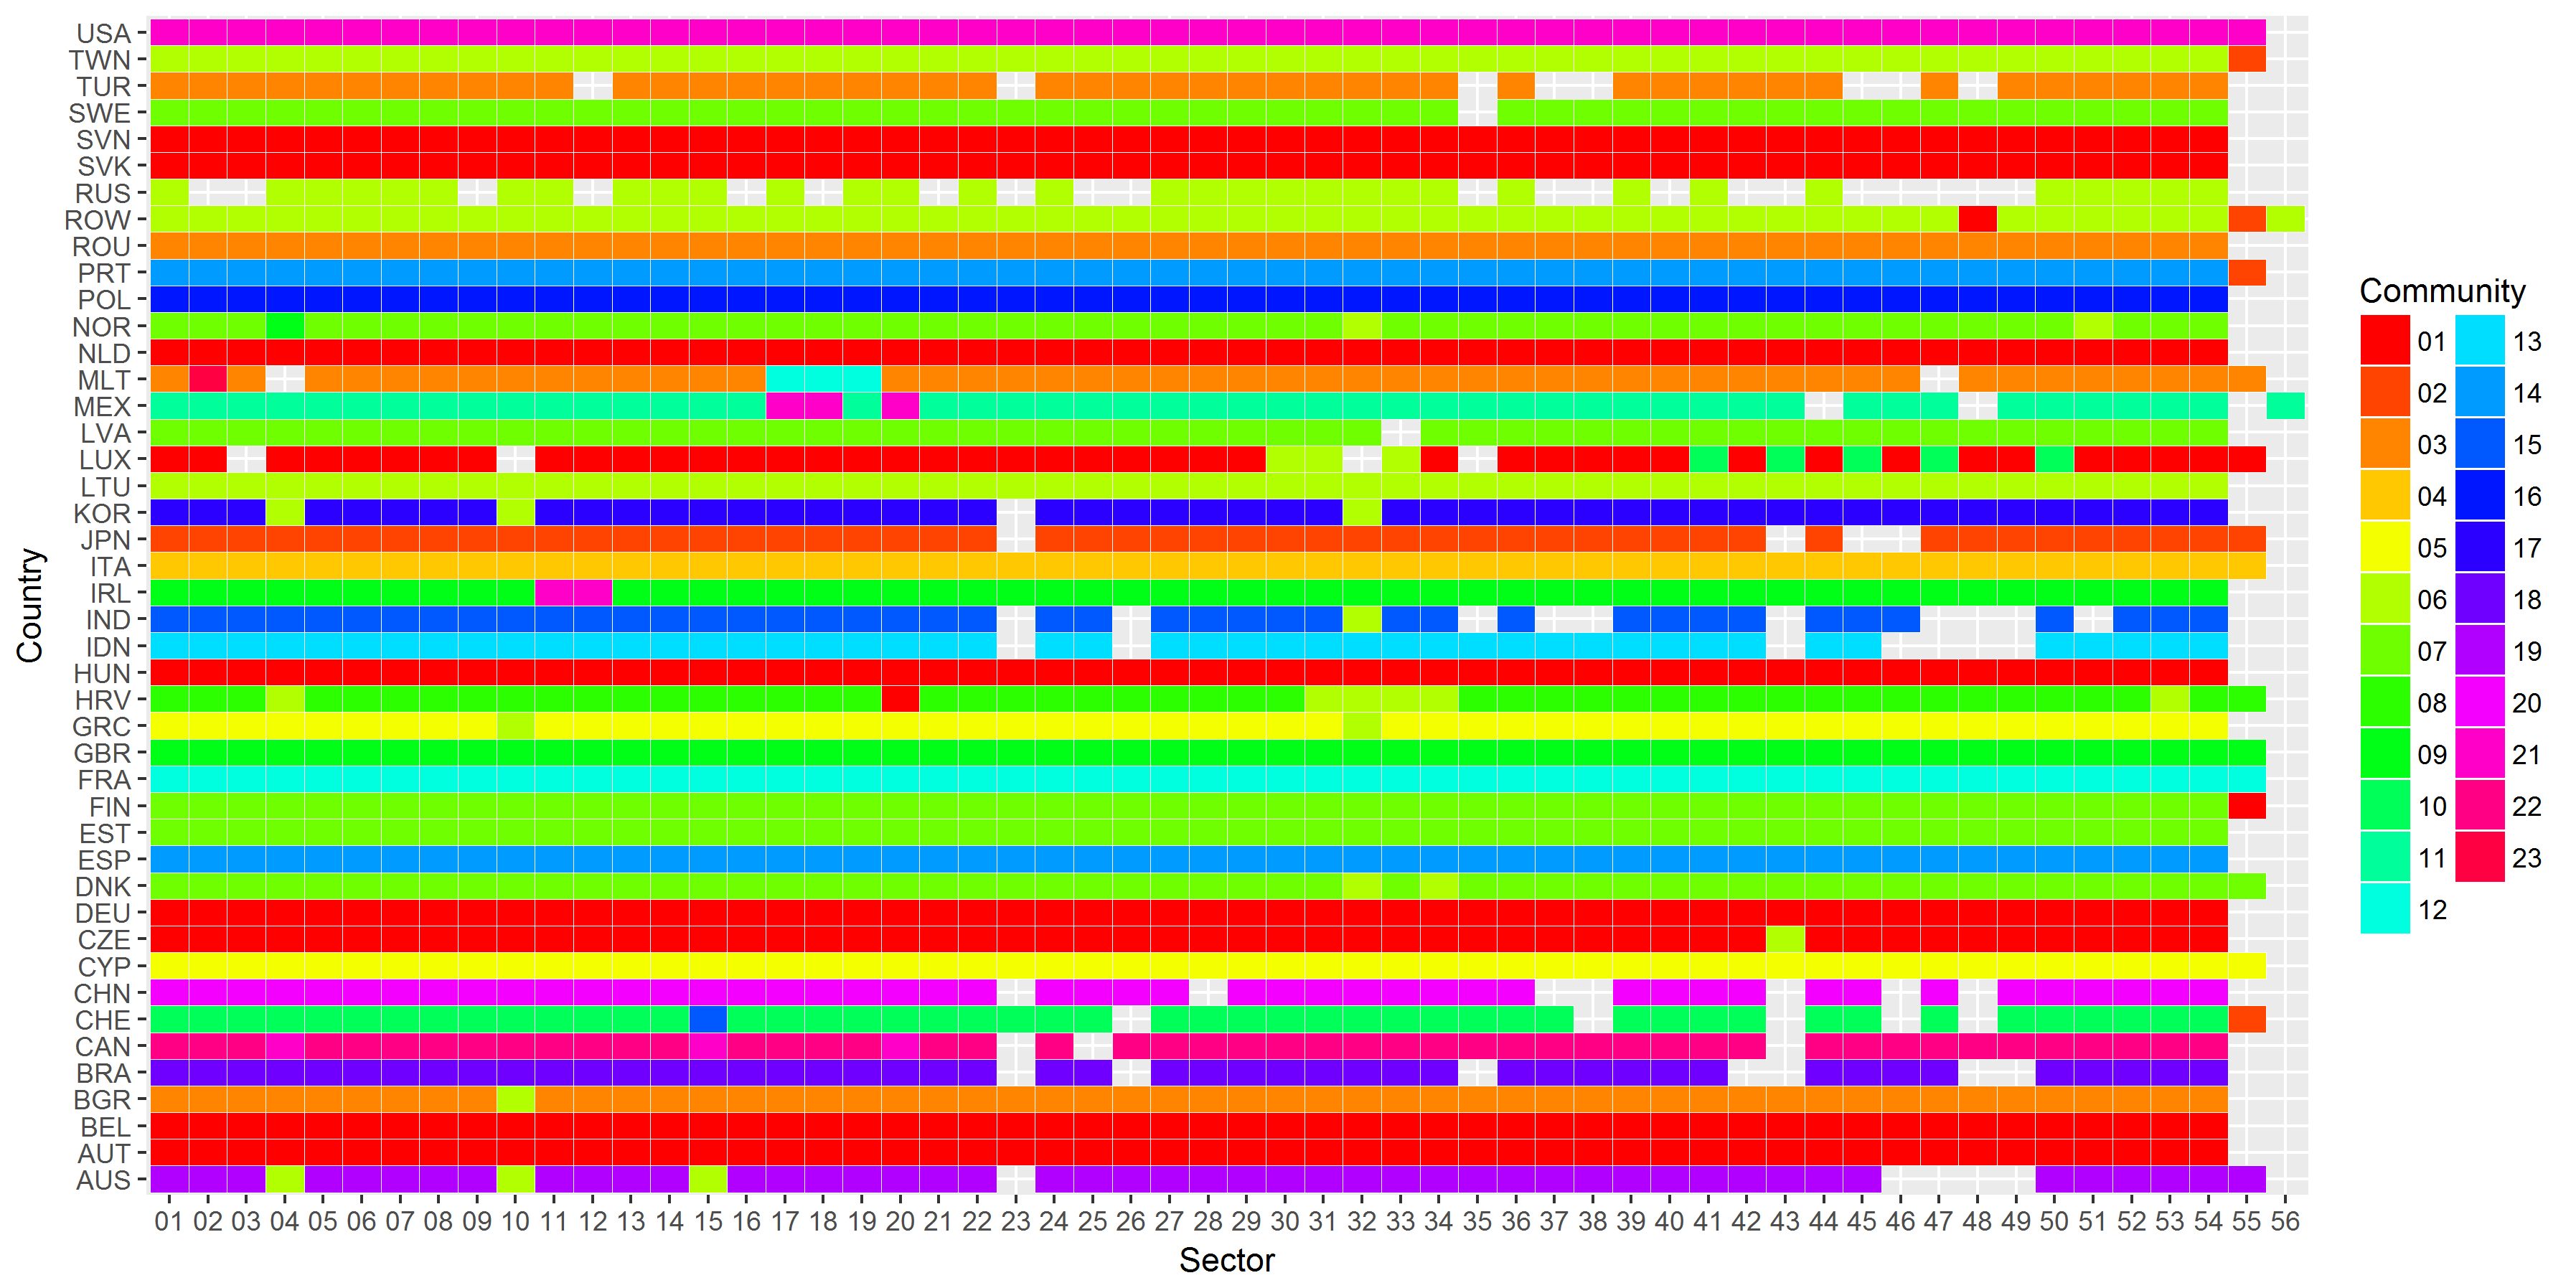 USA
TWN
TUR
SWE
SVN
SVK
RUS
ROW
ROU
PRT
POL
NOR
NLD
MLT
MEX
LVA
LUX
LTU
KOR
JPN
ITA
IRL
IND
IDN
HUN
HRV
GRC
GBR
FRA
FIN
EST
ESP
DNK
DEU
CZE
CYP
CHN
CHE
CAN
BRA
BGR
BEL
AUT
AUS
Country
01 02 03 04 05 06 07 08 09 10 11 12 13 14 15 16 17 18 19 20 21 22 23 24 25 26 27 28 29 30 31 32 33 34 35 36 37 38 39 40 41 42 43 44 45 46 47 48 49 50 51 52 53 54 55 56
Sector
Community
01 13
02 14
03 15
04 16
05 17
06 18
07 19
08 20
09 21
10 22
11 23
12